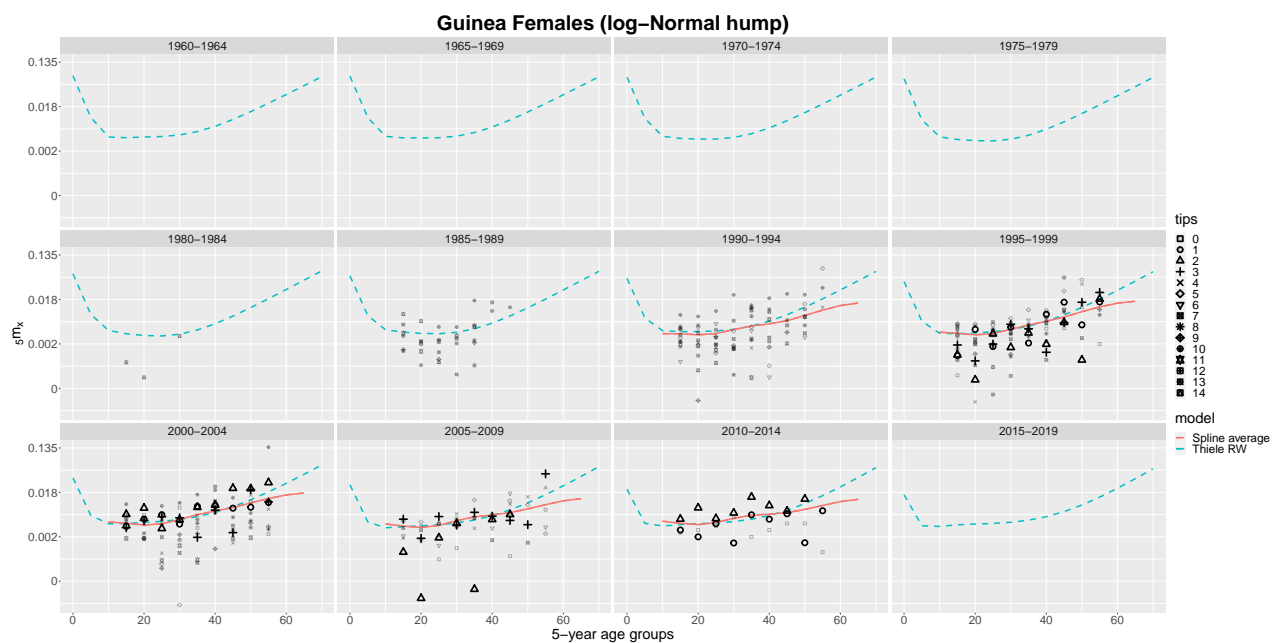 Guinea Females (log−Normal hump)
1960−1964 1965−1969 1970−1974 1975−1979
0.135
0.018
0.002
0
1980−1984 1985−1989 1990−1994 1995−1999
0.135
0.018
0.002
0
2000−2004 2005−2009 2010−2014 2015−2019
0.135
0.018
0.002
0
0 20 40 60 0 20 40 60 0 20 40 60 0 20 40 60
5−year age groups
5mx
tips
0
1
2
3
4
5
6
7
8
9
10
11
12
13
14
model
Spline average
Thiele RW